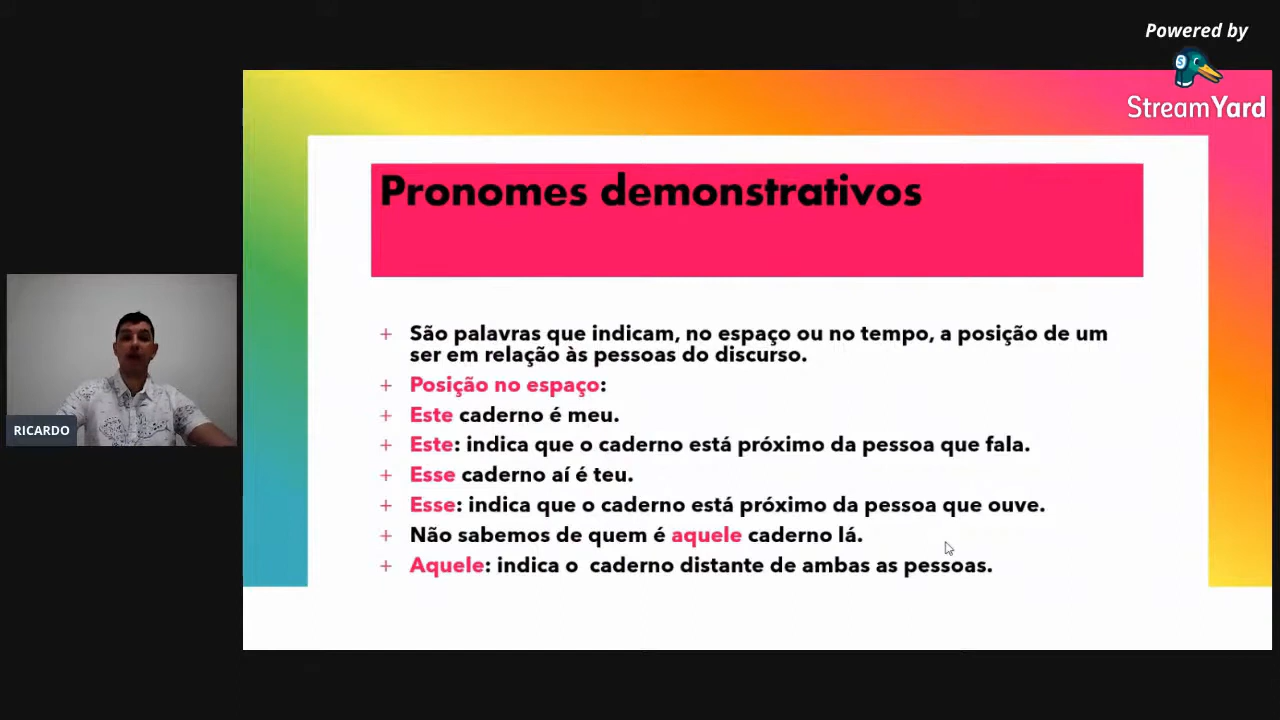 Powered by
StreamYard
Pronomes demonstrativos
+ São palavras que indicam, no espaço ou no tempo, a posição de um
ser em relação às pessoas do discurso.
+ Posição no espaço:
+ Este caderno é meu.
+ Este: indica que o caderno está próximo da pessoa que fala.
+ Esse caderno aí é teu.
+ Esse: indica que o caderno está próximo da pessoa que ouve.
+ Não sabemos de quem é aquele caderno lá.
+ Aquele: indica o  caderno distante de ambas as pessoas.
RICARDO